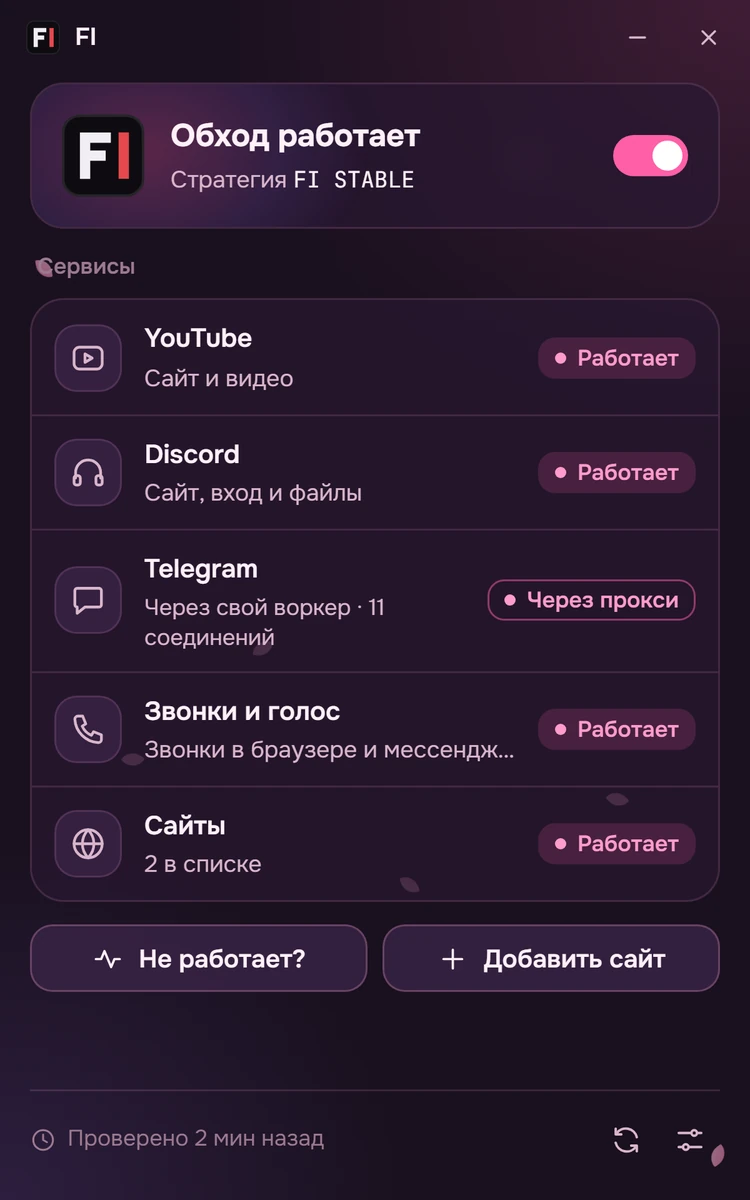 FI FI
FI
Обход работает
Стратегия FI STABLE
Сервисы
YouTube
Сайт и видео
Работает
Discord
Сайт, вход и файлы
Работает
Telegram
Через свой воркер · 11
соединений
Через прокси
Звонки и голос
Звонки в браузере и мессендж...
Работает
Сайты
2 в списке
Работает
Не работает?
Добавить сайт
Проверено 2 мин назад